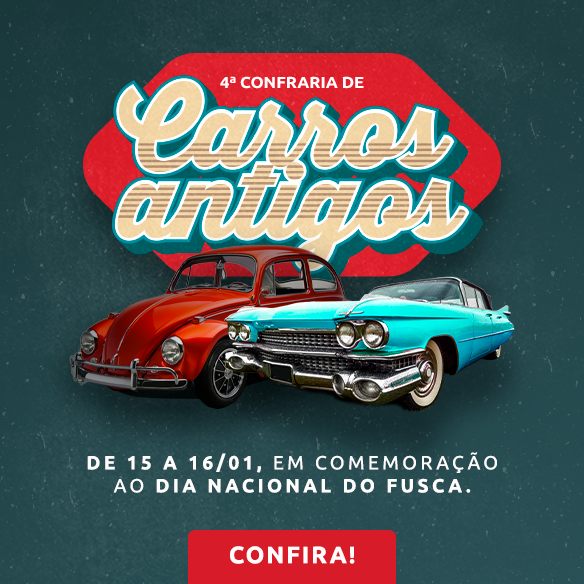 4ª CONFRARIA DE
Carros
antigos
DE 15 A 16/01, EM COMEMORAÇÃO
AO DIA NACIONAL DO FUSCA.
CONFIRA!